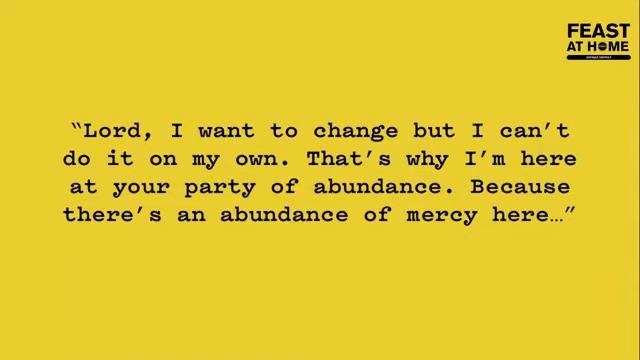 FEAST
AT HOME
“Lord, I want to change but I can’t
do it on my own. That’s why I’m here
at your party of abundance. Because
there’s an abundance of mercy here…”